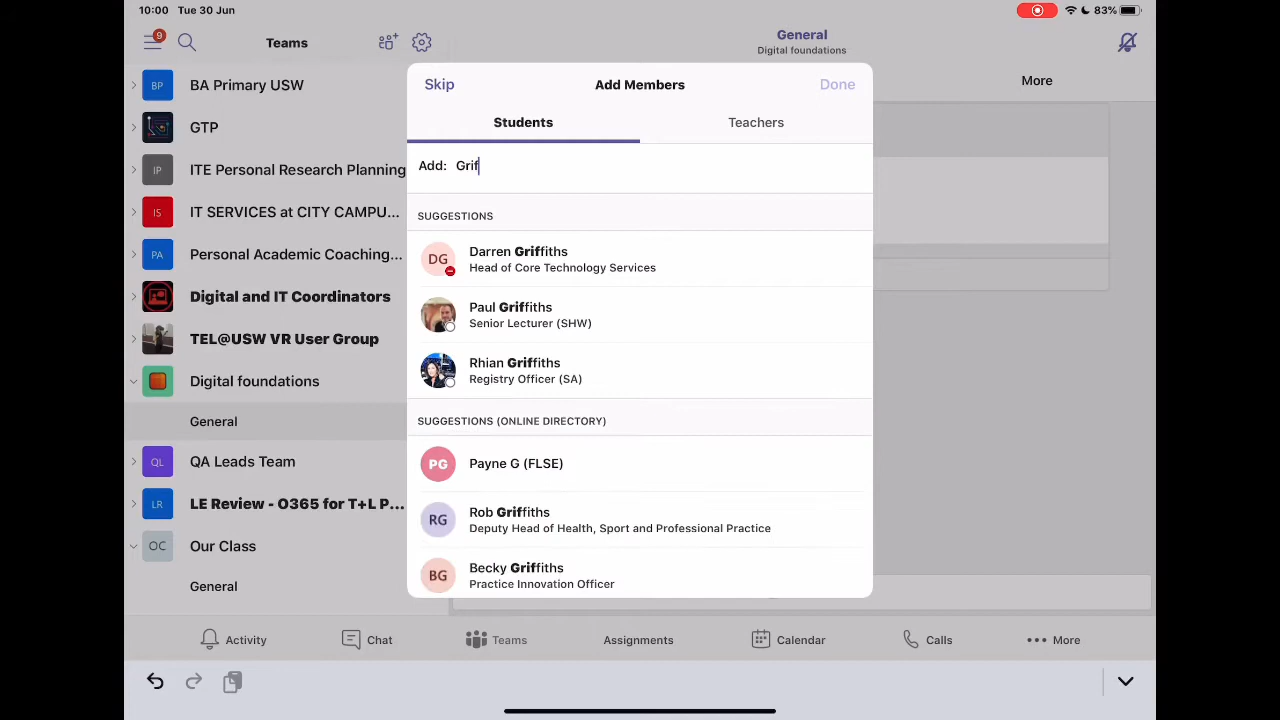 10:00 Tue 30 Jun
83%
9
Teams
General
Digital foundations
More
BP
BA Primary USW
GTP
IP
ITE Personal Research Planning
IS
IT SERVICES at CITY CAMPU...
PA
Personal Academic Coaching...
Digital and IT Coordinators
TEL@USW VR User Group
Digital foundations
General
QL
QA Leads Team
LR
LE Review - O365 for T+L P...
OC
Our Class
General
Skip
Add Members
Done
Students
Teachers
Add: Grif
SUGGESTIONS
DG
Darren Griffiths
Head of Core Technology Services
Paul Griffiths
Senior Lecturer (SHW)
Rhian Griffiths
Registry Officer (SA)
SUGGESTIONS (ONLINE DIRECTORY)
PG
Payne G (FLSE)
RG
Rob Griffiths
Deputy Head of Health, Sport and Professional Practice
BG
Becky Griffiths
Practice Innovation Officer
Activity
Chat
Teams
Assignments
Calendar
Calls
More